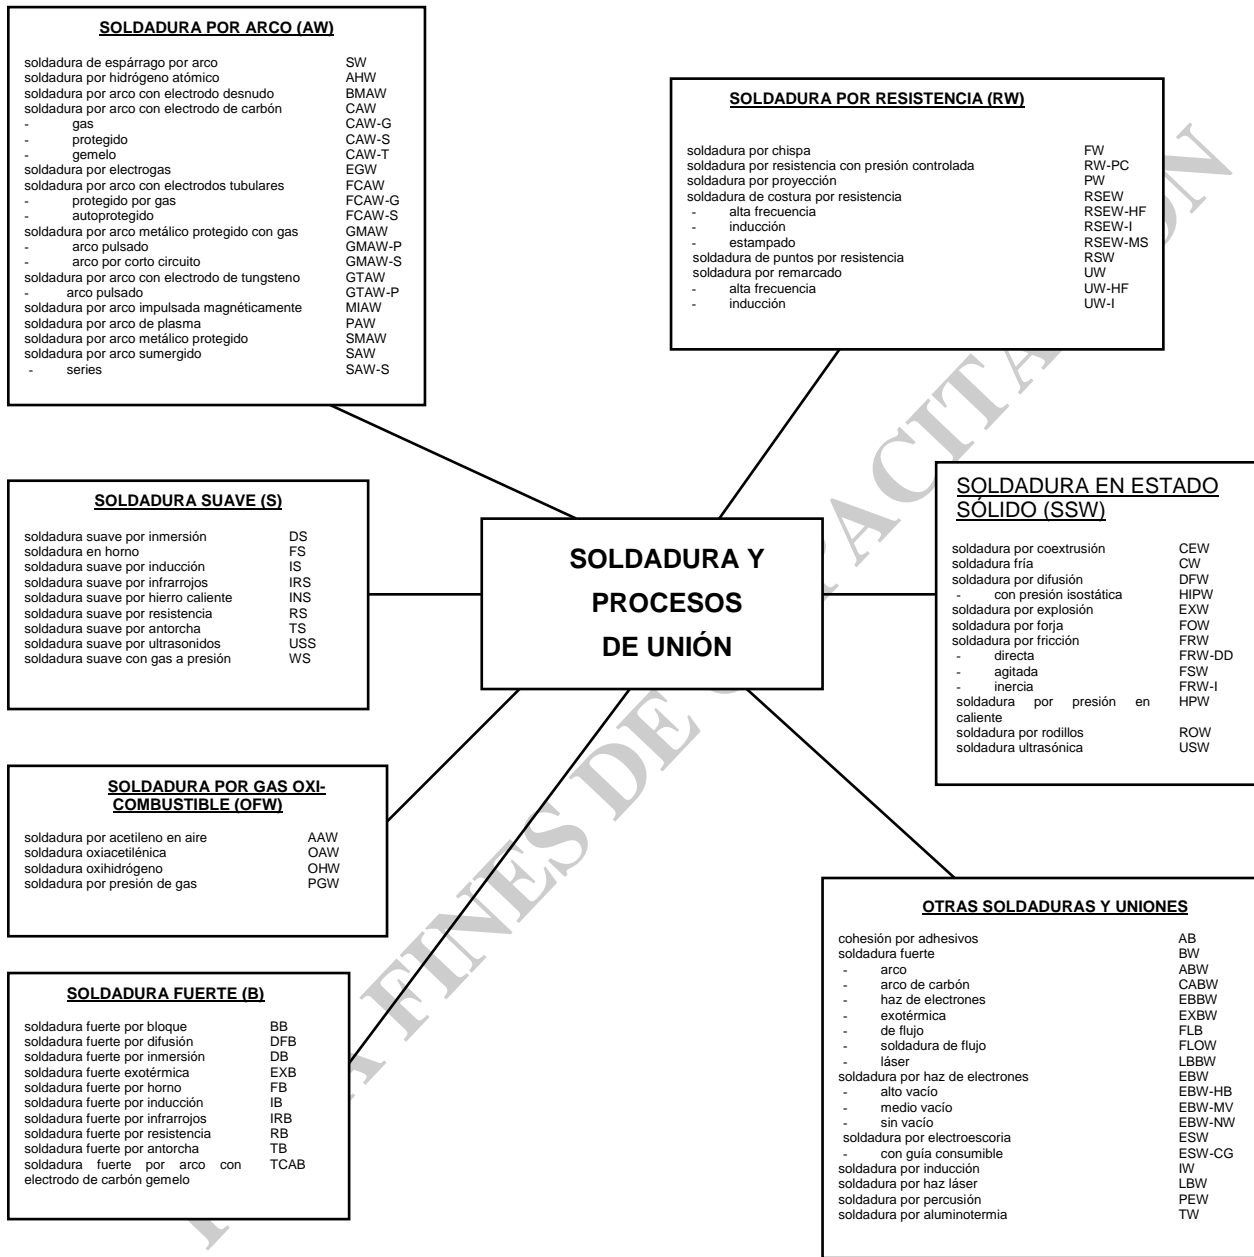 SOLDADURA POR ARCO (AW)
soldadura de espárrago por arco SW
soldadura por hidrógeno atómico AHW
soldadura por arco con electrodo desnudo BMAW
soldadura por arco con electrodo de carbón CAW
- gas CAW-G
- protegido CAW-S
- gemelo CAW-T
soldadura por electrogas EGW
soldadura por arco con electrodos tubulares FCAW
- protegido por gas FCAW-G
- autoprotegido FCAW-S
soldadura por arco metálico protegido con gas GMAW
- arco pulsado GMAW-P
- arco por corto circuito GMAW-S
soldadura por arco con electrodo de tungsteno GTAW
- arco pulsado GTAW-P
soldadura por arco impulsada magnéticamente MIAW
soldadura por arco de plasma PAW
soldadura por arco metálico protegido SMAW
soldadura por arco sumergido SAW
- series SAW-S
SOLDADURA POR RESISTENCIA (RW)
soldadura por chispa FW
soldadura por resistencia con presión controlada RW-PC
soldadura por proyección PW
soldadura de costura por resistencia RSEW
- alta frecuencia RSEW-HF
- inducción RSEW-I
- estampado RSEW-MS
soldadura de puntos por resistencia RSW
soldadura por remarcado UW
- alta frecuencia UW-HF
- inducción UW-I
SOLDADURA SUAVE (S)
soldadura suave por inmersión DS
soldadura en horno FS
soldadura suave por inducción IS
soldadura suave por infrarrojos IRS
soldadura suave por hierro caliente INS
soldadura suave por resistencia RS
soldadura suave por antorcha TS
soldadura suave por ultrasonidos USS
soldadura suave con gas a presión WS
SOLDADURA Y
PROCESOS
DE UNIÓN
SOLDADURA EN ESTADO
SÓLIDO (SSW)
soldadura por coextrusión CEW
soldadura fría CW
soldadura por difusión DFW
- con presión isostática HIPW
soldadura por explosión EXW
soldadura por forja FOW
soldadura por fricción FRW
- directa FRW-DD
- agitada FSW
- inercia FRW-I
soldadura por presión en HPW
caliente
soldadura por rodillos ROW
soldadura ultrasónica USW
SOLDADURA POR GAS OXI-
COMBUSTIBLE (OFW)
soldadura por acetileno en aire AAW
soldadura oxiacetilénica OAW
soldadura oxihidrógeno OHW
soldadura por presión de gas PGW
SOLDADURA FUERTE (B)
soldadura fuerte por bloque BB
soldadura fuerte por difusión DFB
soldadura fuerte por inmersión DB
soldadura fuerte exotérmica EXB
soldadura fuerte por horno FB
soldadura fuerte por inducción IB
soldadura fuerte por infrarrojos IRB
soldadura fuerte por resistencia RB
soldadura fuerte por antorcha TB
soldadura fuerte por arco con TCAB
electrodo de carbón gemelo
OTRAS SOLDADURAS Y UNIONES
cohesión por adhesivos AB
soldadura fuerte BW
- arco ABW
- arco de carbón CABW
- haz de electrones EBBW
- exotérmica EXBW
- de flujo FLB
- soldadura de flujo FLOW
- láser LBBW
soldadura por haz de electrones EBW
- alto vacío EBW-HB
- medio vacío EBW-MV
- sin vacío EBW-NW
soldadura por electroescoria ESW
- con guía consumible ESW-CG
soldadura por inducción IW
soldadura por haz láser LBW
soldadura por percusión PEW
soldadura por aluminotermia TW
FINES DE